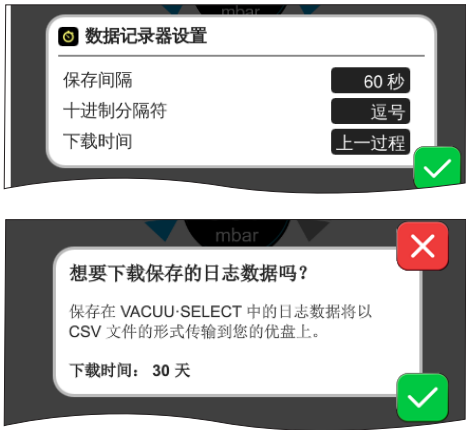 mbar
数据记录器设置
保存间隔 60 秒
十进制分隔符 逗号
下载时间 上一过程
mbar
想要下载保存的日志数据吗？
保存在 VACUU·SELECT 中的日志数据将以
CSV 文件的形式传输到您的优盘上。
下载时间： 30 天